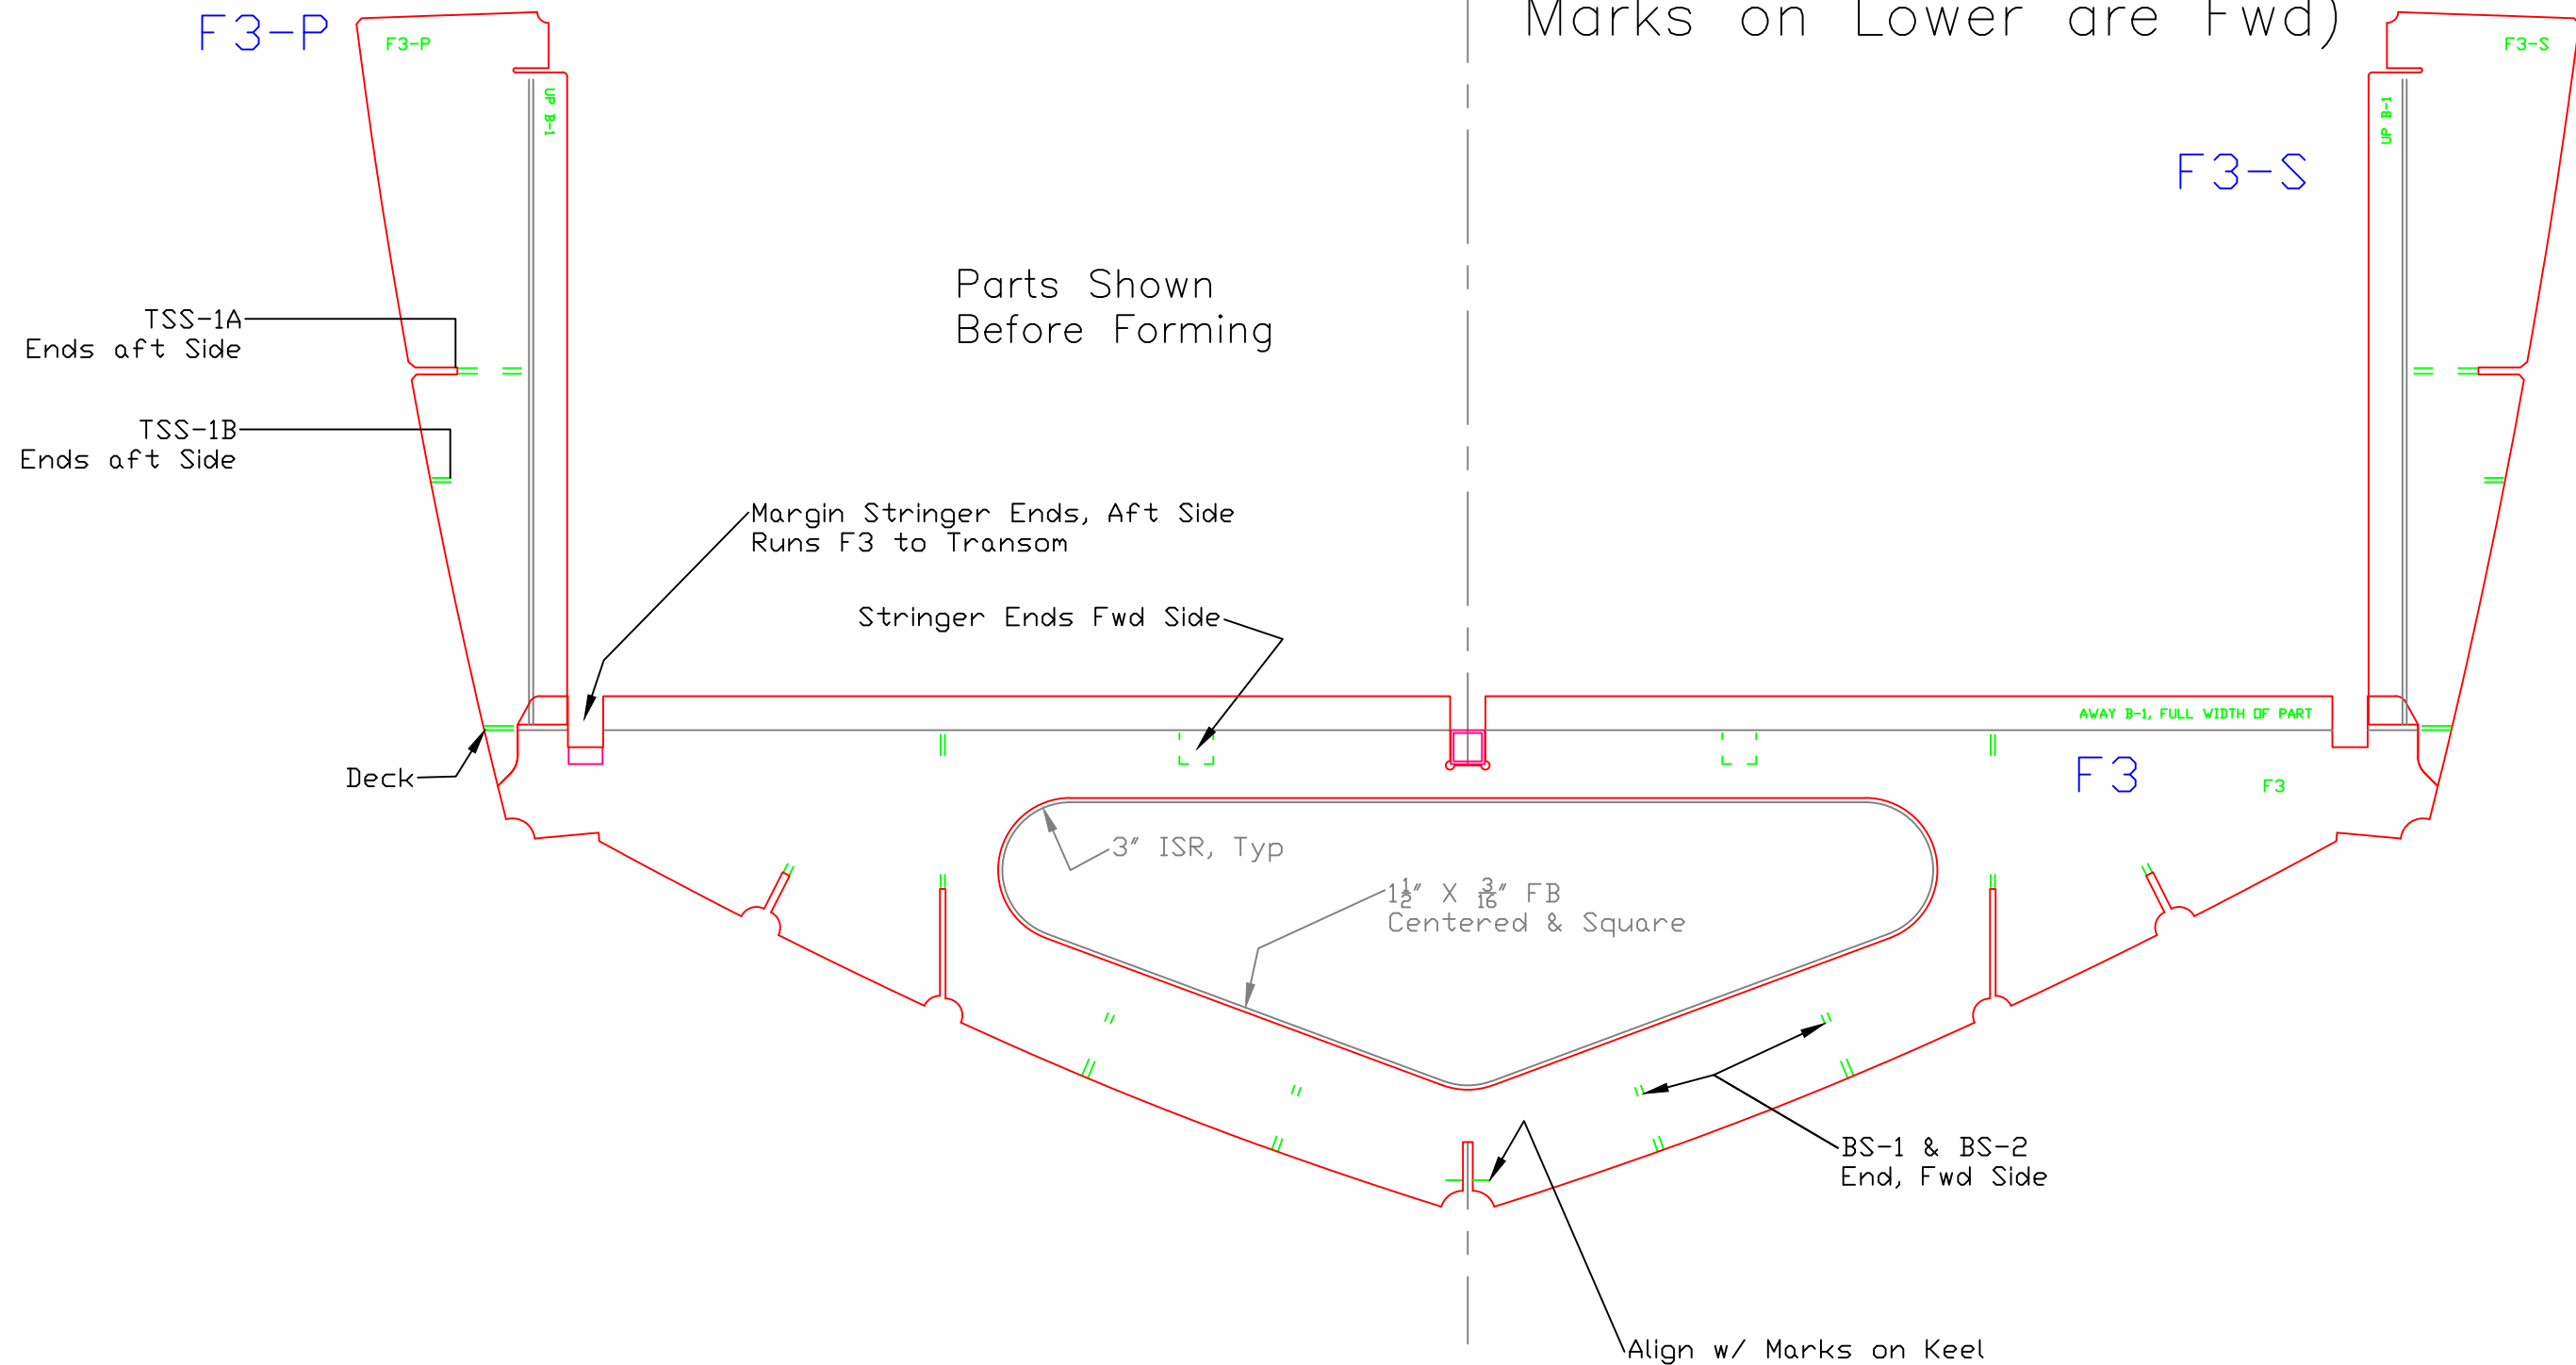 Marks on Lower are Fwd)
F3-P
F3-P
F3-S
UP B-1
UP B-1
F3-S
Parts Shown
Before Forming
TSS-1A
Ends aft Side
TSS-1B
Ends aft Side
Margin Stringer Ends, Aft Side
Runs F3 to Transom
Stringer Ends Fwd Side
AWAY B-1, FULL WIDTH OF PART
Deck
F3
F3
3" ISR, Typ
1 1/2" X 3/16" FB
Centered & Square
BS-1 & BS-2
End, Fwd Side
Align w/ Marks on Keel